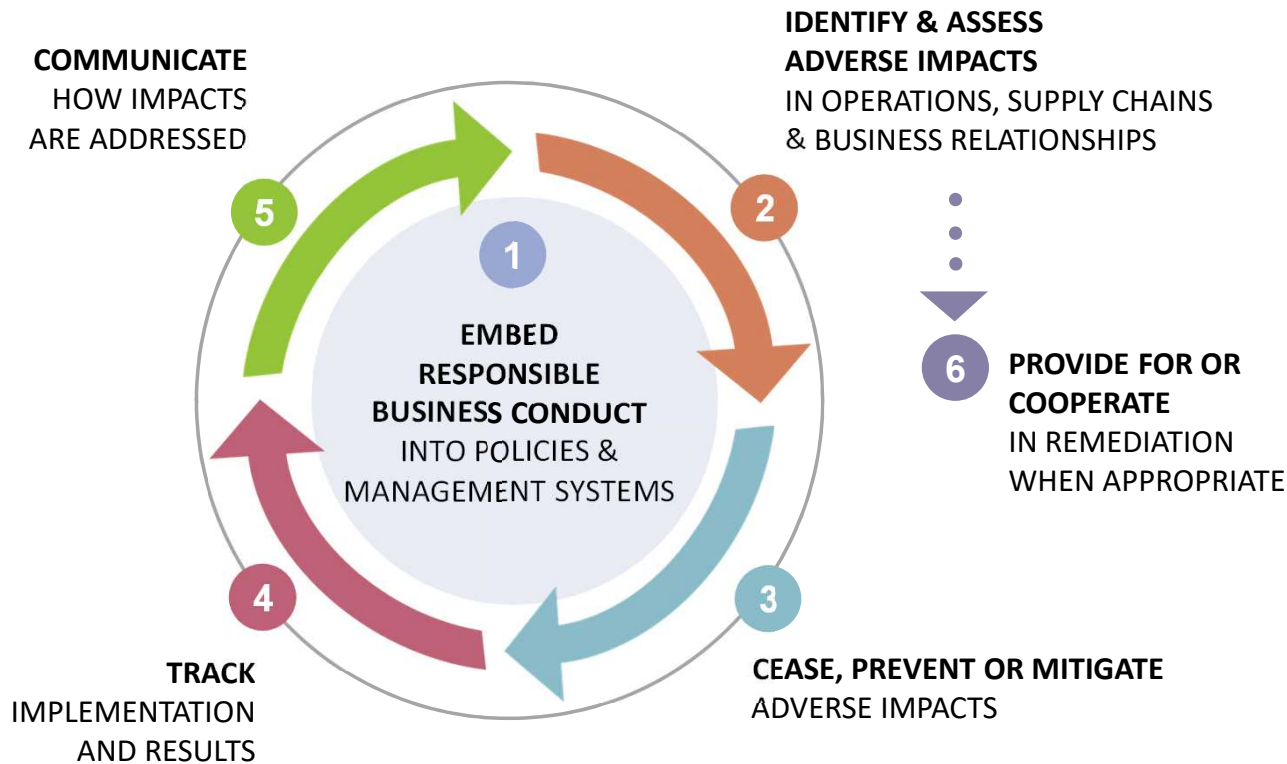 COMMUNICATE
HOW IMPACTS
ARE ADDRESSED
5
IDENTIFY & ASSESS
ADVERSE IMPACTS
IN OPERATIONS, SUPPLY CHAINS
& BUSINESS RELATIONSHIPS
2
1
EMBED
RESPONSIBLE
BUSINESS CONDUCT
INTO POLICIES &
MANAGEMENT SYSTEMS
6
PROVIDE FOR OR
COOPERATE
IN REMEDIATION
WHEN APPROPRIATE
4
TRACK
IMPLEMENTATION
AND RESULTS
3
CEASE, PREVENT OR MITIGATE
ADVERSE IMPACTS